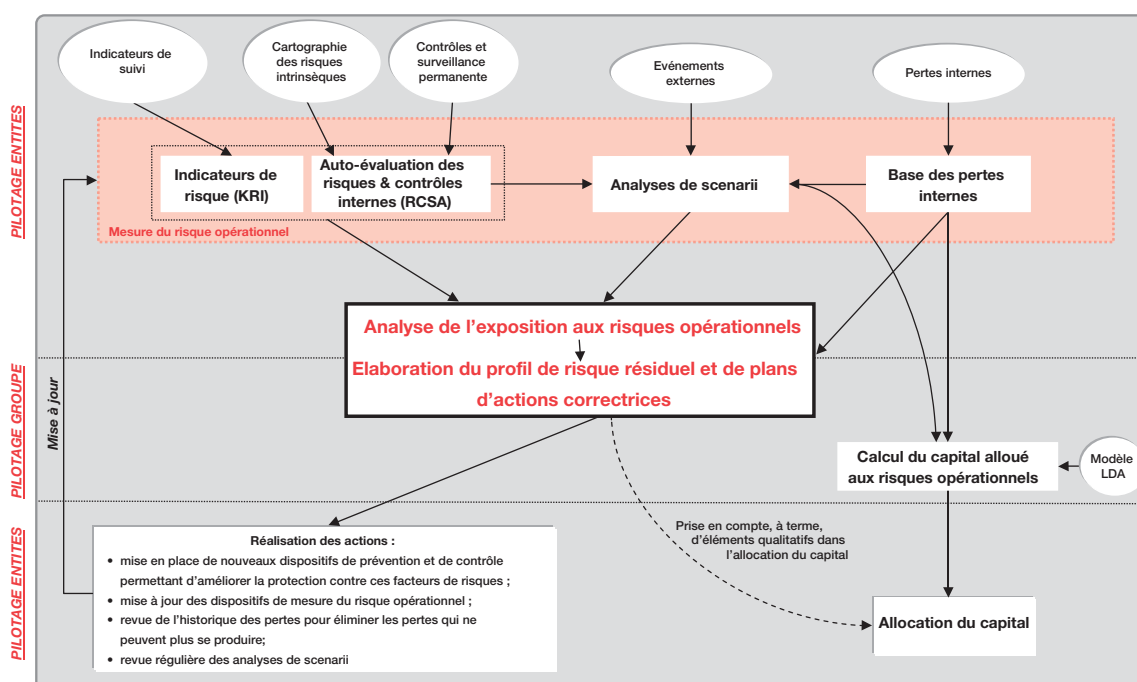 Indicateurs de
suivi
Cartographie
des risques
intrinsèques
Contrôles et
surveillance
permanente
Evénements
externes
Pertes internes
PILOTAGE ENTITES
Indicateurs de
risque (KRI)
Auto-évaluation des
risques & contrôles
internes (RCSA)
Analyses de scenarii
Base des pertes
internes
Mesure du risque opérationnel
Analyse de l'exposition aux risques opérationnels
Elaboration du profil de risque résiduel et de plans
d'actions correctrices
PILOTAGE GROUPE
Mise à jour
Calcul du capital alloué
aux risques opérationnels
Modèle
LDA
PILOTAGE ENTITES
Réalisation des actions :
• mise en place de nouveaux dispositifs de prévention et de contrôle
permettant d'améliorer la protection contre ces facteurs de risques ;
• mise à jour des dispositifs de mesure du risque opérationnel ;
• revue de l'historique des pertes pour éliminer les pertes qui ne
peuvent plus se produire;
• revue régulière des analyses de scenarii
Prise en compte, à terme,
d'éléments qualitatifs dans
l'allocation du capital
Allocation du capital